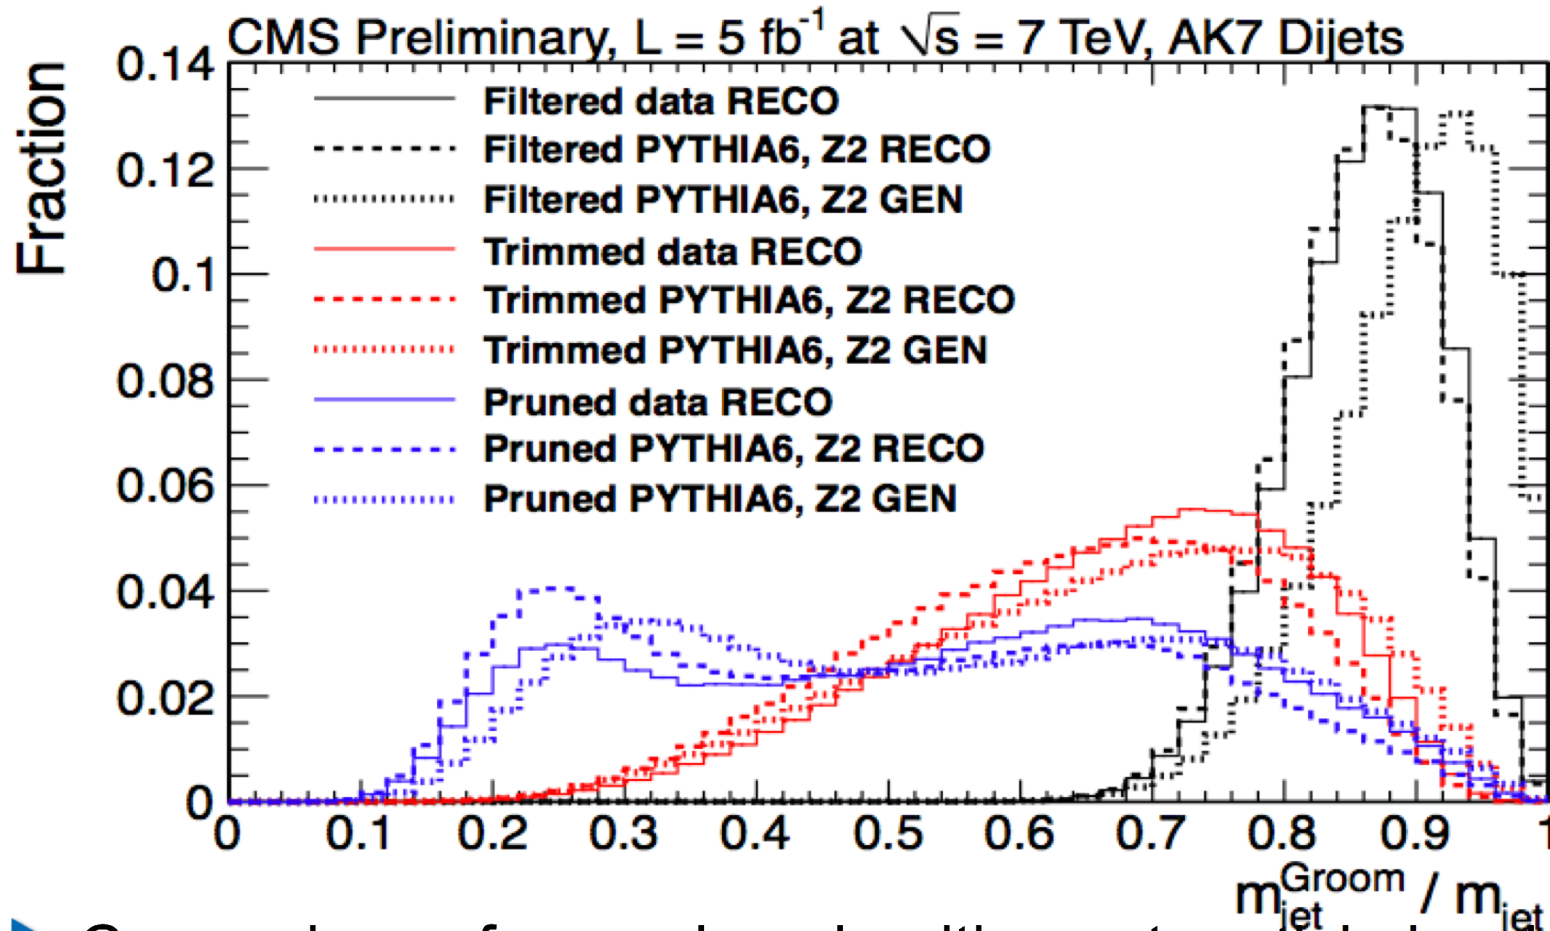 CMS Preliminary, L = 5 fb⁻¹ at √s = 7 TeV, AK7 Dijets
Fraction
0.14
0.12
0.1
0.08
0.06
0.04
0.02
0
Filtered data RECO
Filtered PYTHIA6, Z2 RECO
Filtered PYTHIA6, Z2 GEN
Trimmed data RECO
Trimmed PYTHIA6, Z2 RECO
Trimmed PYTHIA6, Z2 GEN
Pruned data RECO
Pruned PYTHIA6, Z2 RECO
Pruned PYTHIA6, Z2 GEN
0 0.1 0.2 0.3 0.4 0.5 0.6 0.7 0.8 0.9 1
m_jet^Groom / m_jet